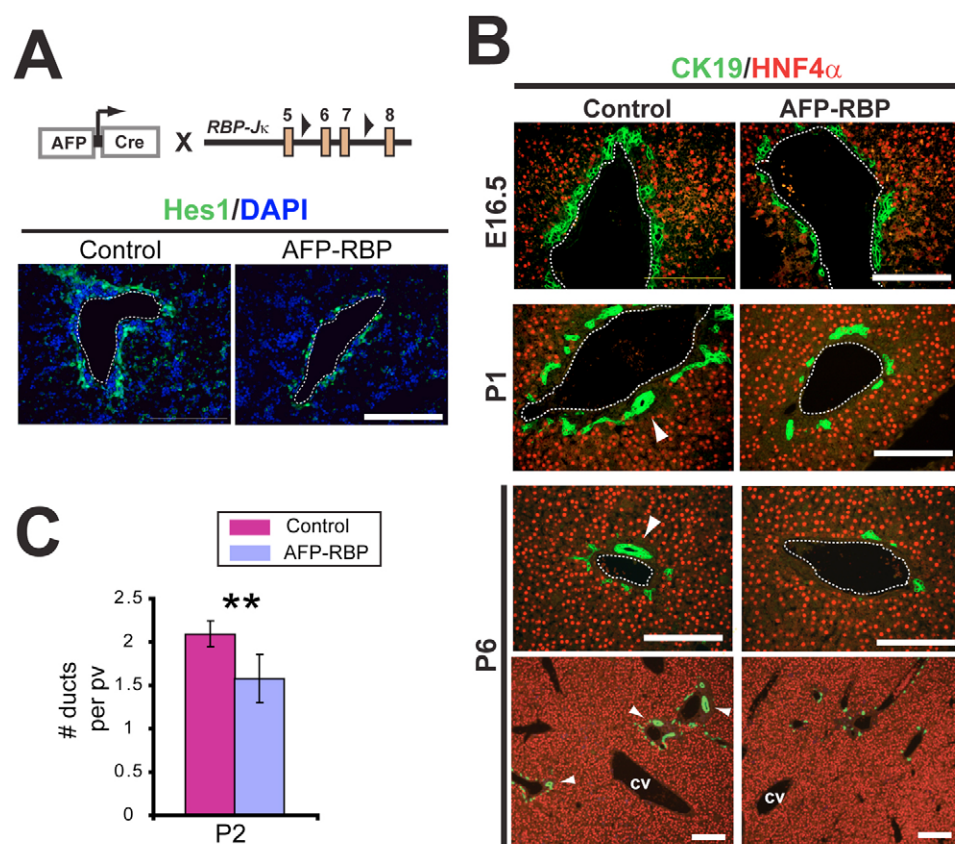 A
AFP Cre X RBP-Jκ 5 6 7 8
Hes1/DAPI
Control AFP-RBP
B
CK19/HNF4α
Control AFP-RBP
E16.5
P1
P6
cv cv
C
Control
AFP-RBP
**
# ducts
per pv
2.5
2
1.5
1
0.5
0
P2